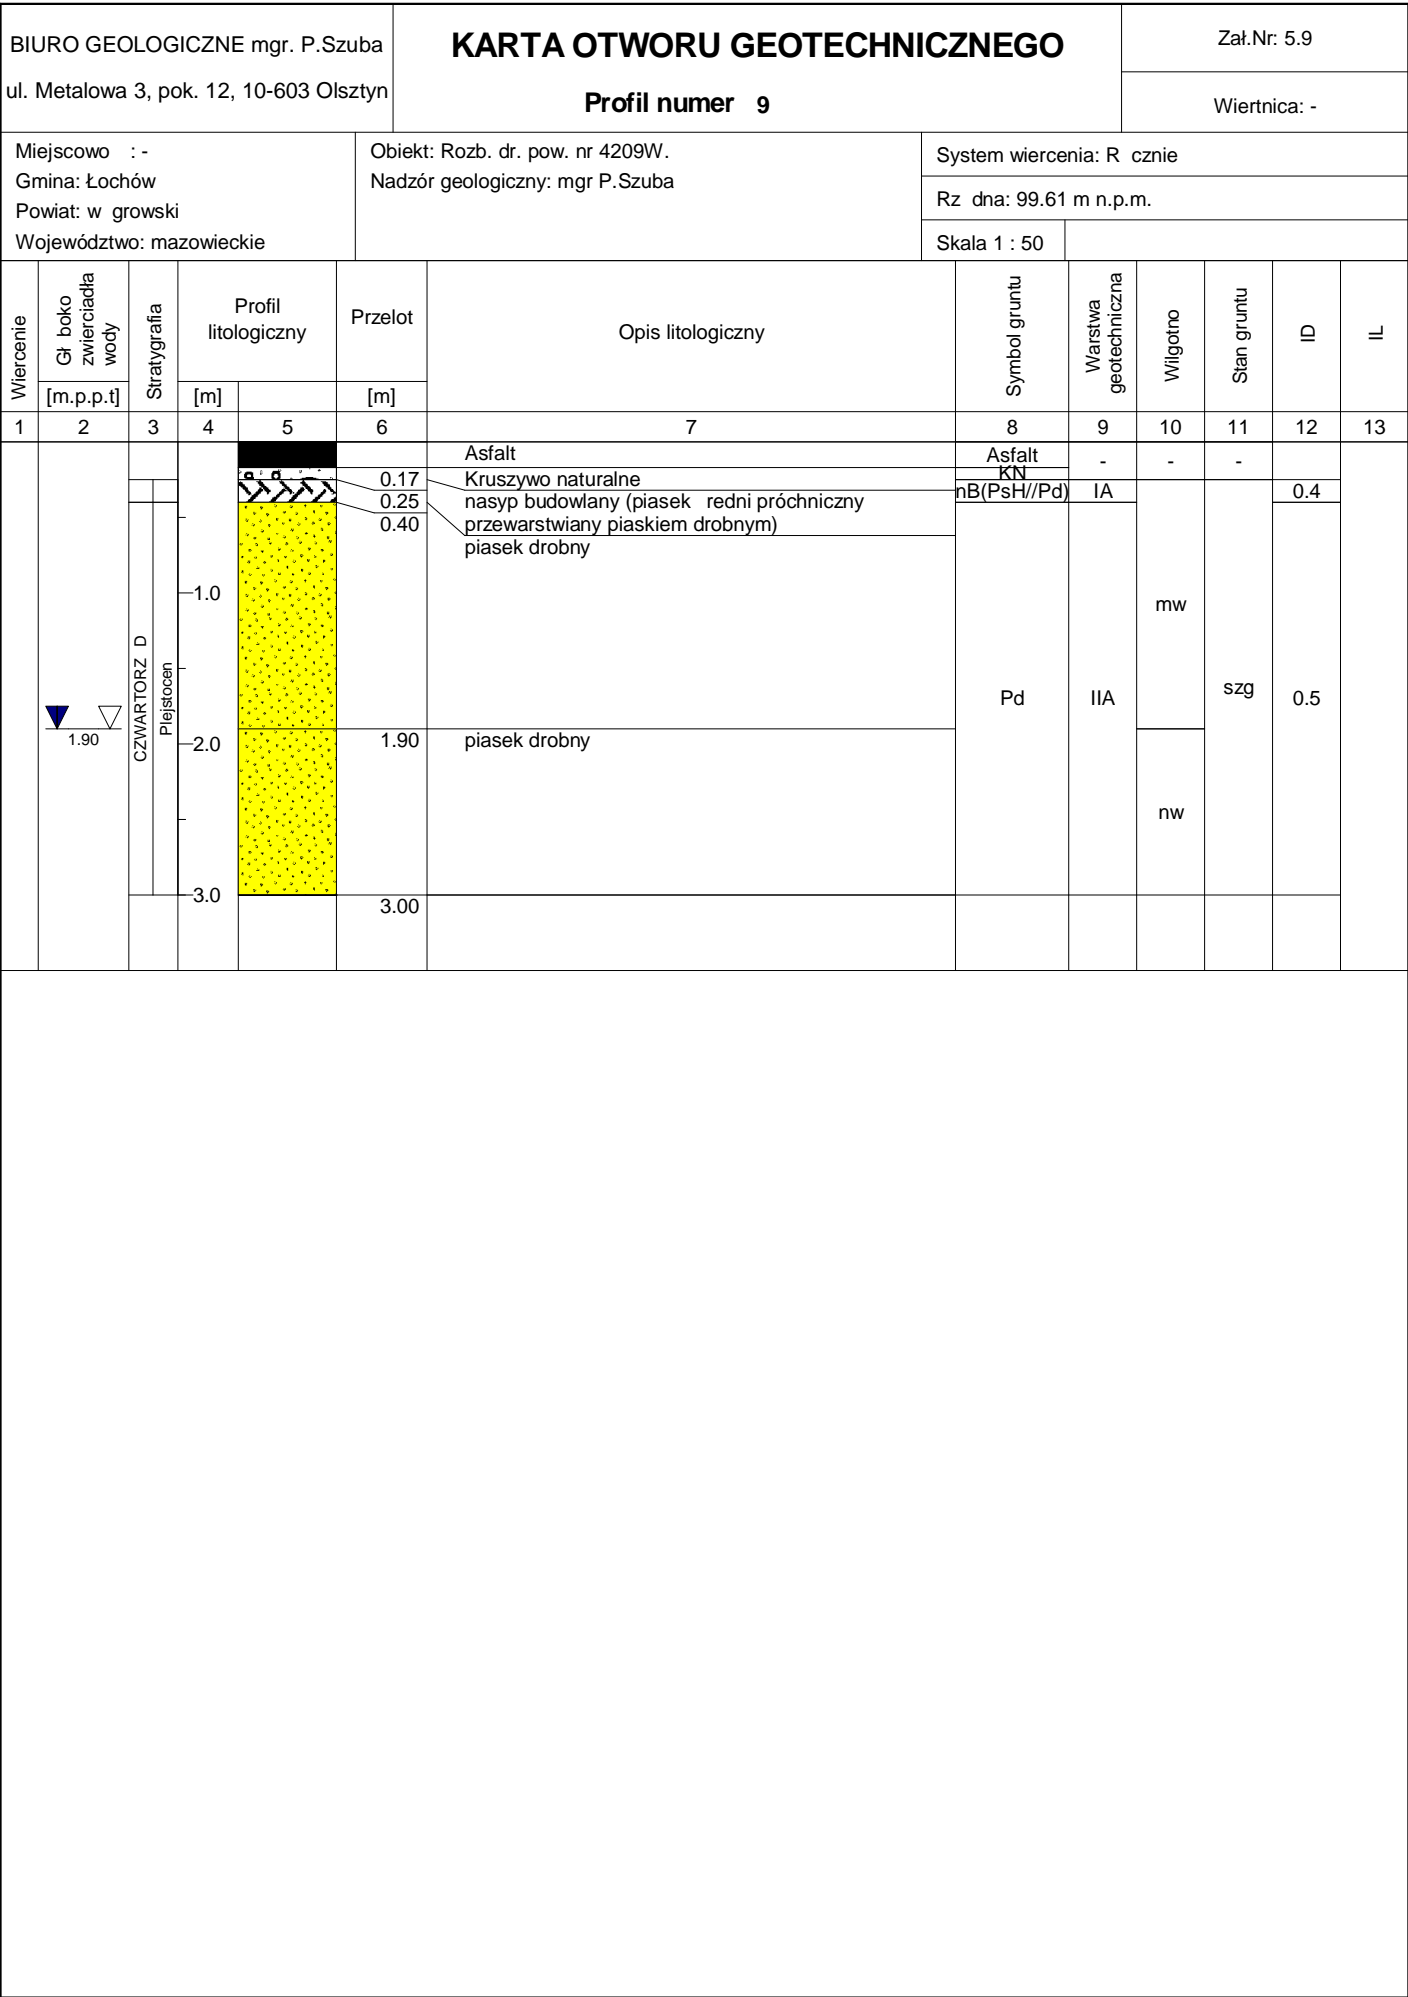 BIURO GEOLOGICZNE mgr. P.Szuba
ul. Metalowa 3, pok. 12, 10-603 Olsztyn
KARTA OTWORU GEOTECHNICZNEGO
Profil numer 9
Zał.Nr: 5.9
Wiertnica: -
Miejscowo : -
Gmina: Łochów
Powiat: w growski
Województwo: mazowieckie
Obiekt: Rozb. dr. pow. nr 4209W.
Nadzór geologiczny: mgr P.Szuba
System wiercenia: R cznie
Rz dna: 99.61 m n.p.m.
Skala 1 : 50
Wiercenie
Gł boko
zwierciadła
wody
[m.p.p.t]
Stratygrafia
Profil
litologiczny
[m]
Przelot
[m]
Opis litologiczny
Symbol gruntu
Warstwa
geotechniczna
Wilgotno
Stan gruntu
ID
IL
1 2 3 4 5 6 7 8 9 10 11 12 13
Asfalt
Asfalt
KN
- - -
0.17 Kruszywo naturalne
0.25 nasyp budowlany (piasek redni próchniczny
0.40 przewarstwiany piaskiem drobnym)
nB(PsH//Pd) IA 0.4
piasek drobny
1.0
mw
CZWARTORZ D
Plejstocen
Pd IIA szg 0.5
1.90
2.0
1.90 piasek drobny
nw
3.0
3.00